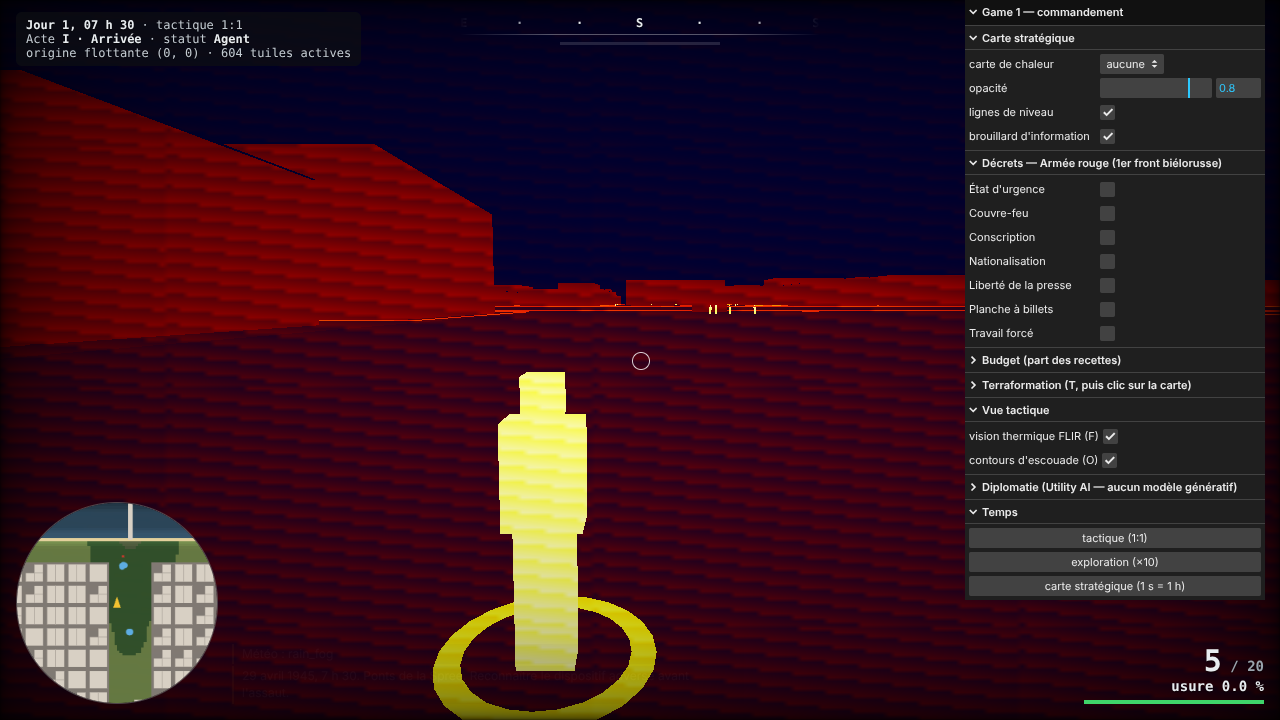 Jour 1, 07 h 30 · tactique 1:1
Acte I · Arrivée · statut Agent
origine flottante (0, 0) · 604 tuiles actives
S
Game 1 — commandement
Carte stratégique
carte de chaleur aucune
opacité 0.8
lignes de niveau
brouillard d'information
Décrets — Armée rouge (1er front biélorusse)
État d'urgence
Couvre-feu
Conscription
Nationalisation
Liberté de la presse
Planche à billets
Travail forcé
Budget (part des recettes)
Terraformation (T, puis clic sur la carte)
Vue tactique
vision thermique FLIR (F)
contours d'escouade (O)
Diplomatie (Utility AI — aucun modèle génératif)
Temps
tactique (1:1)
exploration (×10)
carte stratégique (1 s = 1 h)
5 / 20
usure 0.0 %